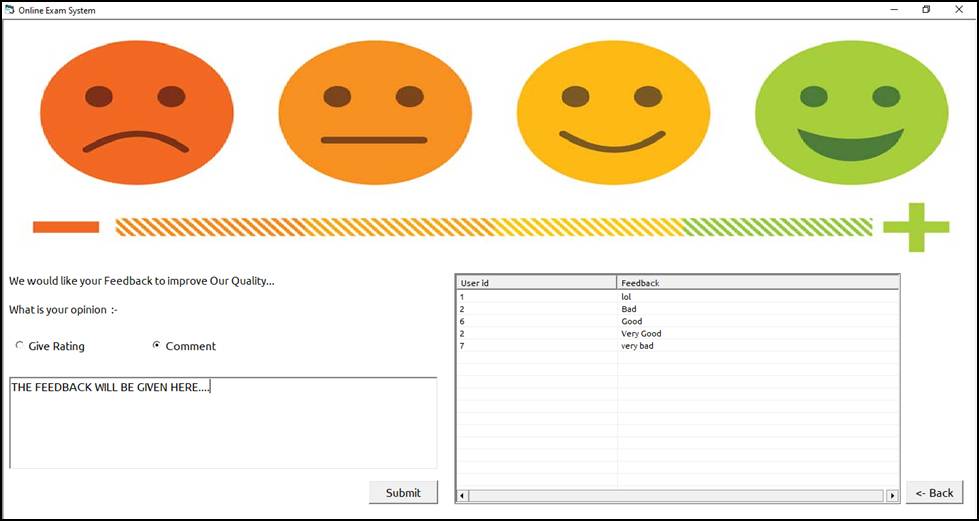 Online Exam System
We would like your Feedback to improve Our Quality...
What is your opinion :-
Give Rating
Comment
THE FEEDBACK WILL BE GIVEN HERE....
Submit
User id Feedback
1 lol
2 Bad
6 Good
2 Very Good
7 very bad
<- Back